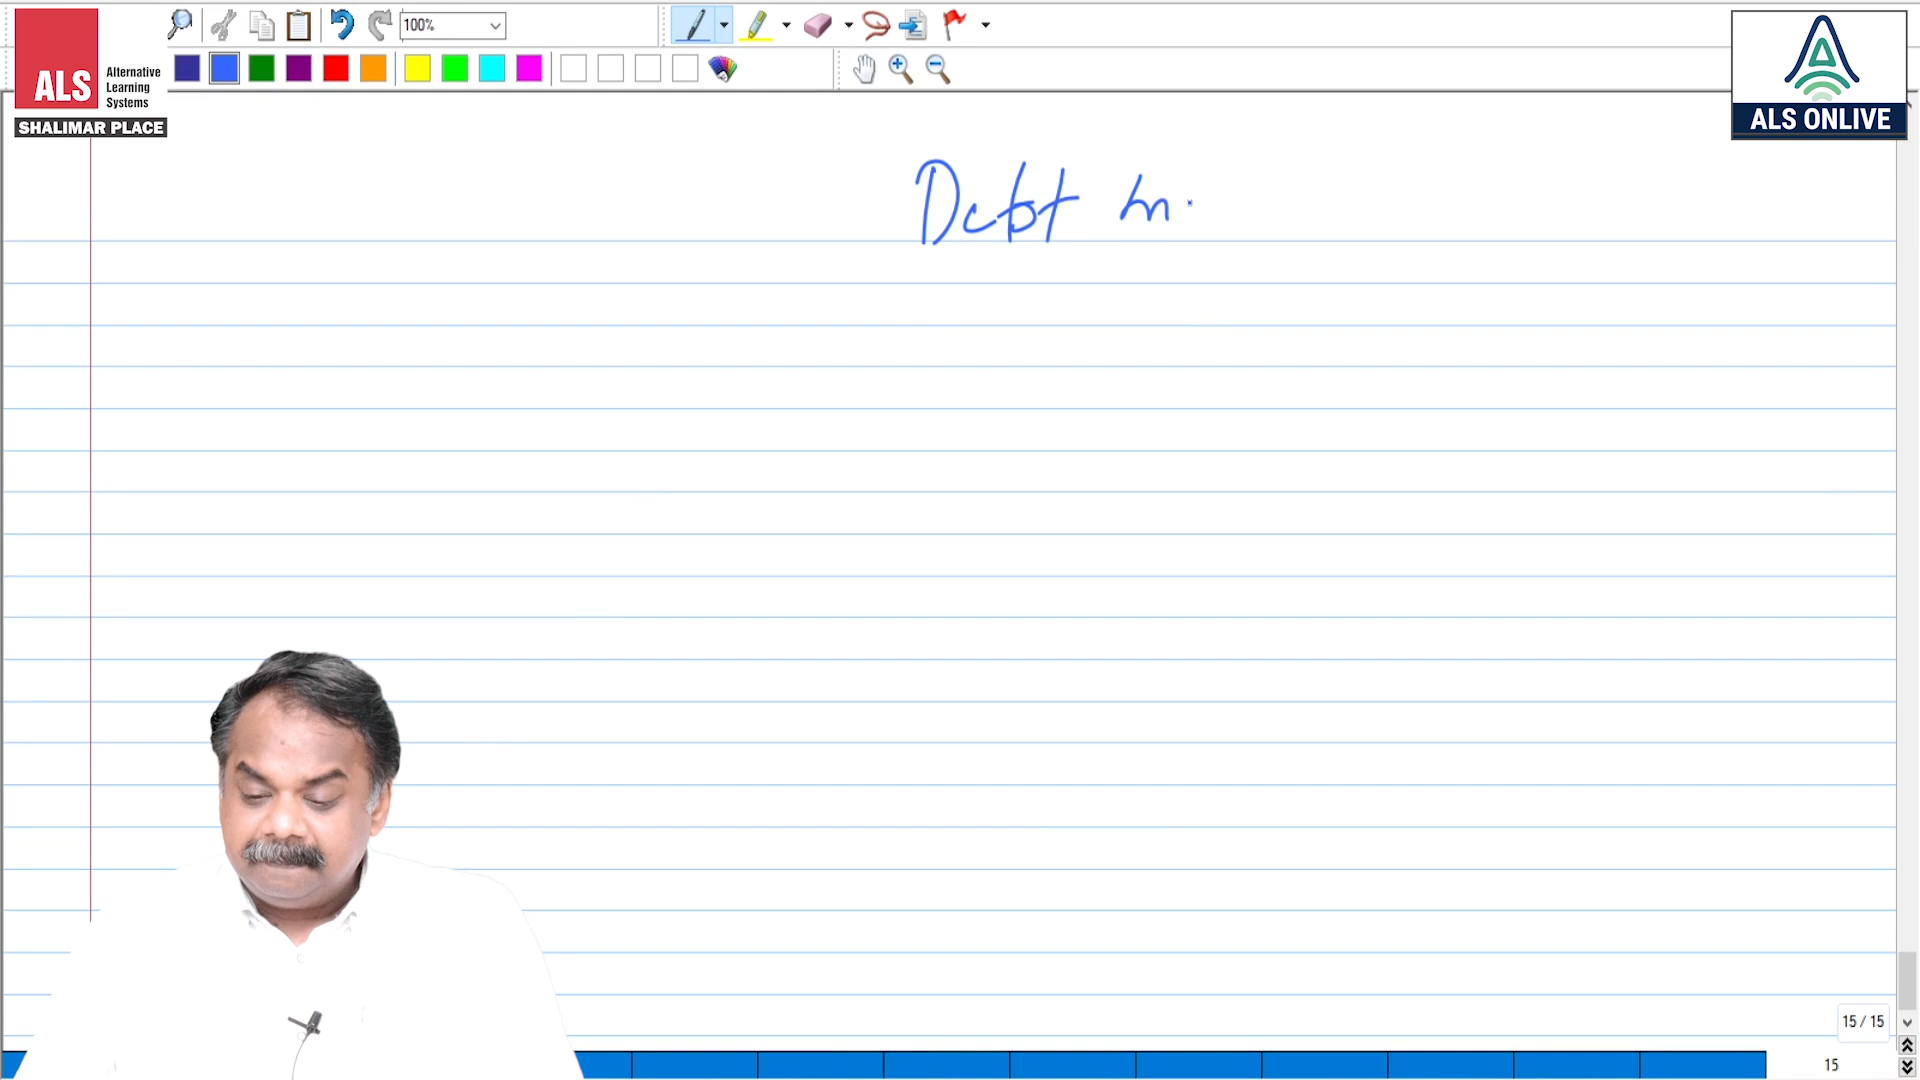 100%
ALS
Alternative
Learning
Systems
SHALIMAR PLACE
ALS ONLIVE
Debt
15 / 15
15